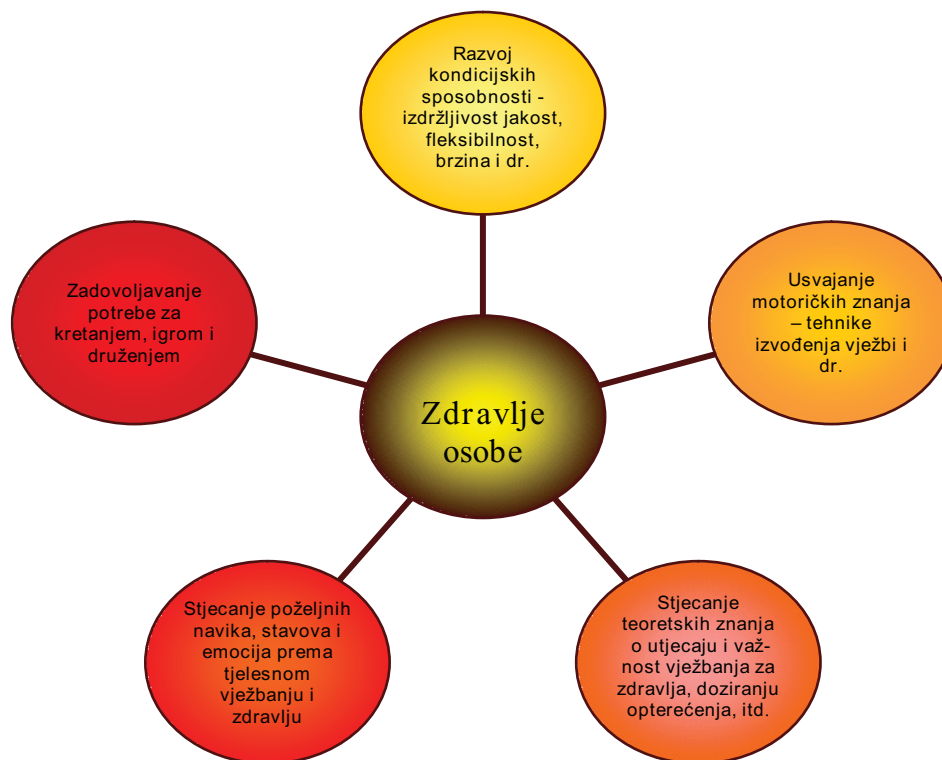 Razvoj
kondicijskih
sposobnosti -
izdržljivost jakost,
fleksibilnost,
brzina i dr.
Zadovoljavanje
potrebe za
kretanjem, igrom i
druženjem
Usvajanje
motoričkih znanja
– tehnike
izvođenja vježbi i
dr.
Zdravlje
osobe
Stjecanje poželjnih
navika, stavova i
emocija prema
tjelesnom
vježbanju i
zdravlju
Stjecanje
teoretskih znanja
o utjecaju i važ-
nost vježbanja za
zdravlja, doziranju
opterećenja, itd.